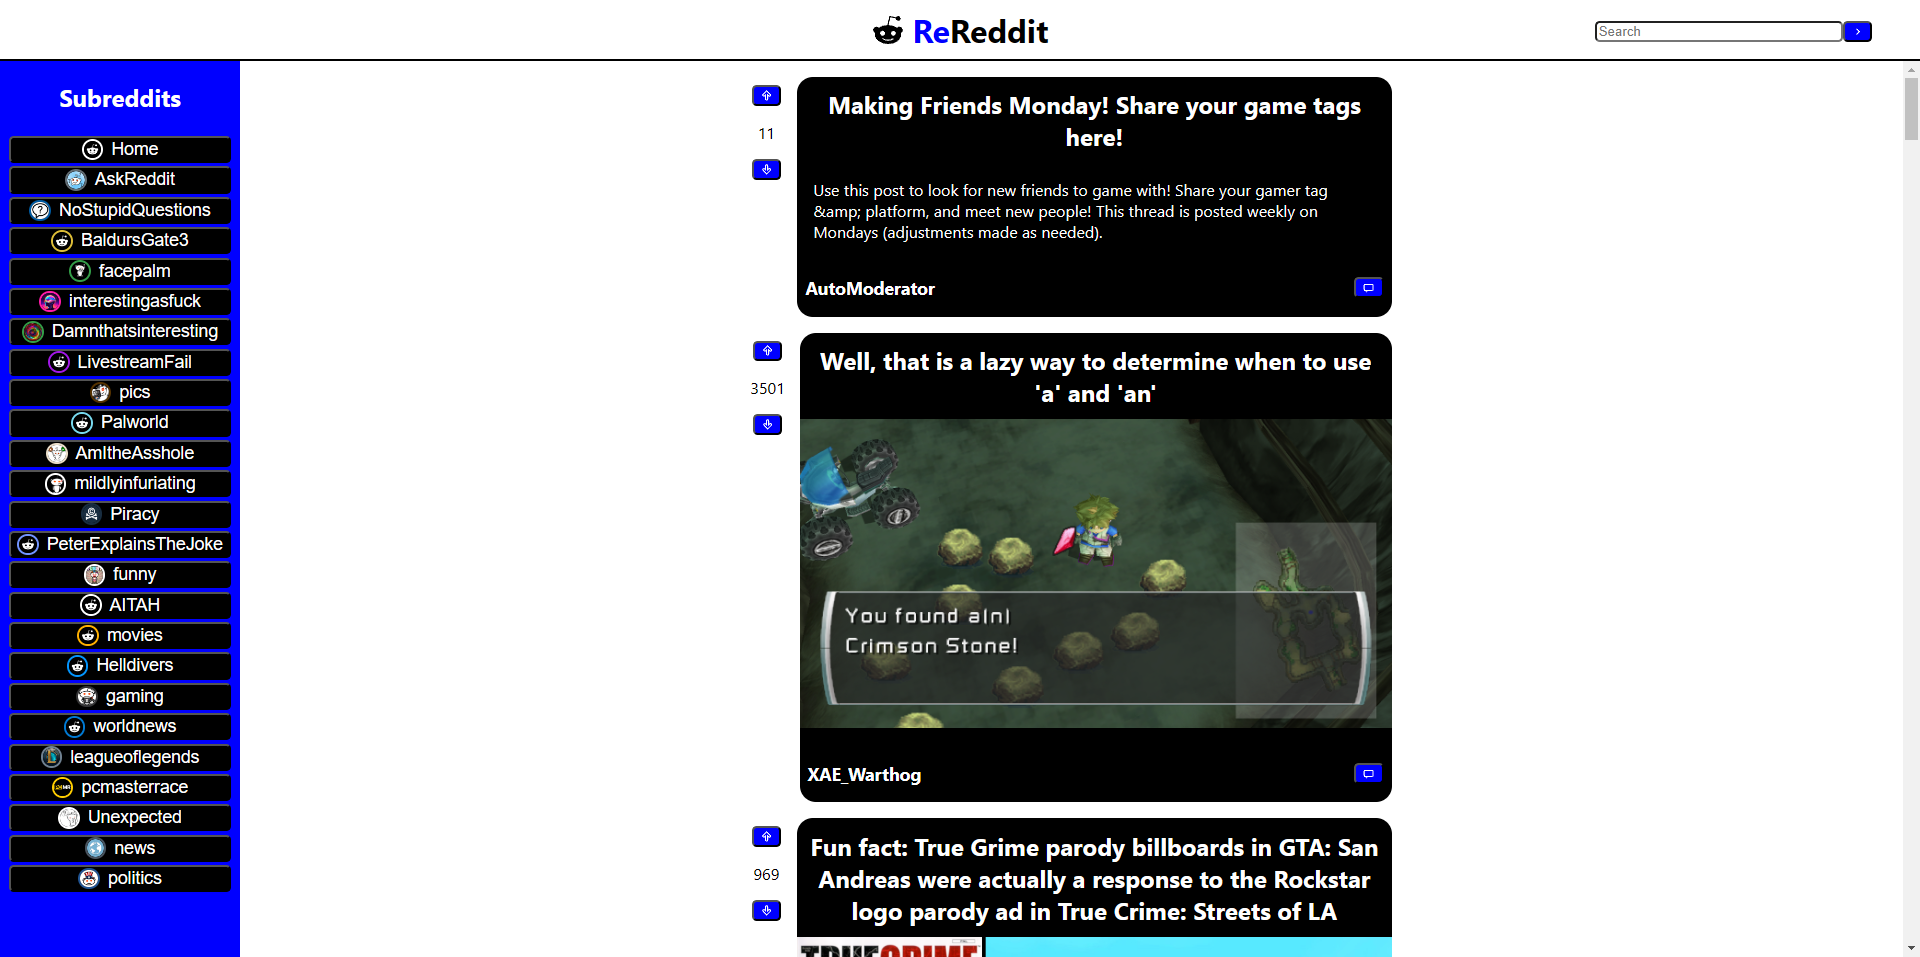 ReReddit
Search
Subreddits
Home
AskReddit
NoStupidQuestions
BaldursGate3
facepalm
interestingasfuck
Damnthatsinteresting
LivestreamFail
pics
Palworld
AmItheAsshole
mildlyinfuriating
Piracy
PeterExplainsTheJoke
funny
AITAH
movies
Helldivers
gaming
worldnews
leagueoflegends
pcmasterrace
Unexpected
news
politics
11
Making Friends Monday! Share your game tags
here!
Use this post to look for new friends to game with! Share your gamer tag
&amp; platform, and meet new people! This thread is posted weekly on
Mondays (adjustments made as needed).
AutoModerator
3501
Well, that is a lazy way to determine when to use
'a' and 'an'
You found a[n]
Crimson Stone!
XAE_Warthog
969
Fun fact: True Grime parody billboards in GTA: San
Andreas were actually a response to the Rockstar
logo parody ad in True Crime: Streets of LA
TRUE CRIME